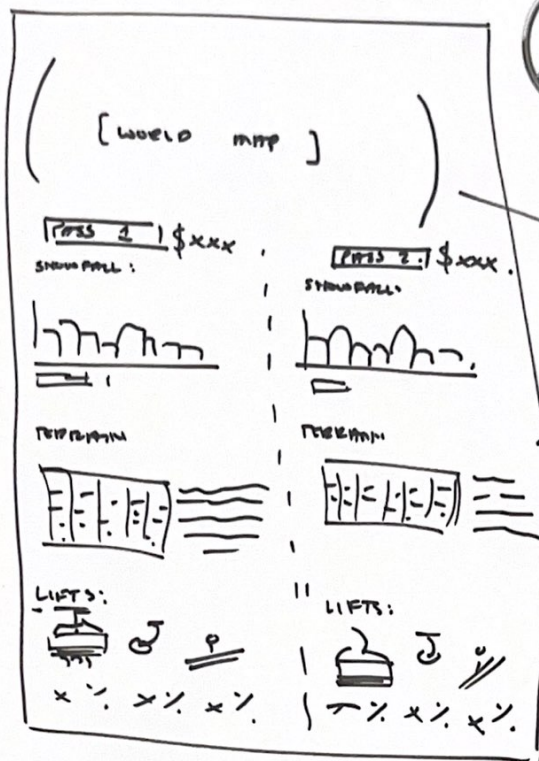 [WORLD MAP]
PASS 1 $xxx
PASS 2 $xxx.
SNOWFALL:
SNOWFALL:
TERRAIN
TERRAIN
LIFTS:
LIFTS:
x % x % x %
% x % x %